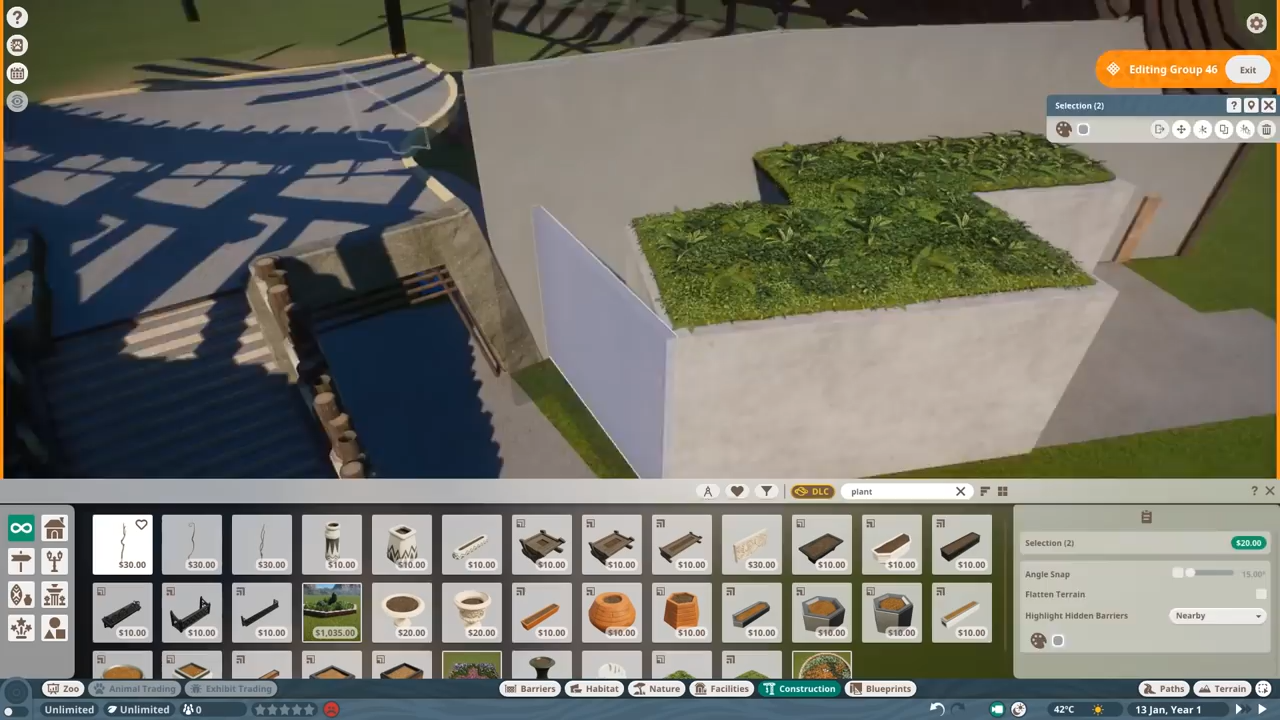 Editing Group 46
Exit
Selection (2)
?
?
DLC
plant
?
$30.00
$30.00
$30.00
$10.00
$10.00
$10.00
$10.00
$10.00
$10.00
$30.00
$10.00
$10.00
$10.00
Selection (2)
$20.00
Angle Snap
15.00°
Flatten Terrain
Highlight Hidden Barriers
Nearby
$10.00
$10.00
$10.00
$1,035.00
$20.00
$20.00
$10.00
$10.00
$10.00
$10.00
$10.00
$10.00
$10.00
Zoo
Animal Trading
Exhibit Trading
Barriers
Habitat
Nature
Facilities
Construction
Blueprints
Paths
Terrain
Unlimited
Unlimited
0
42°C
13 Jan, Year 1